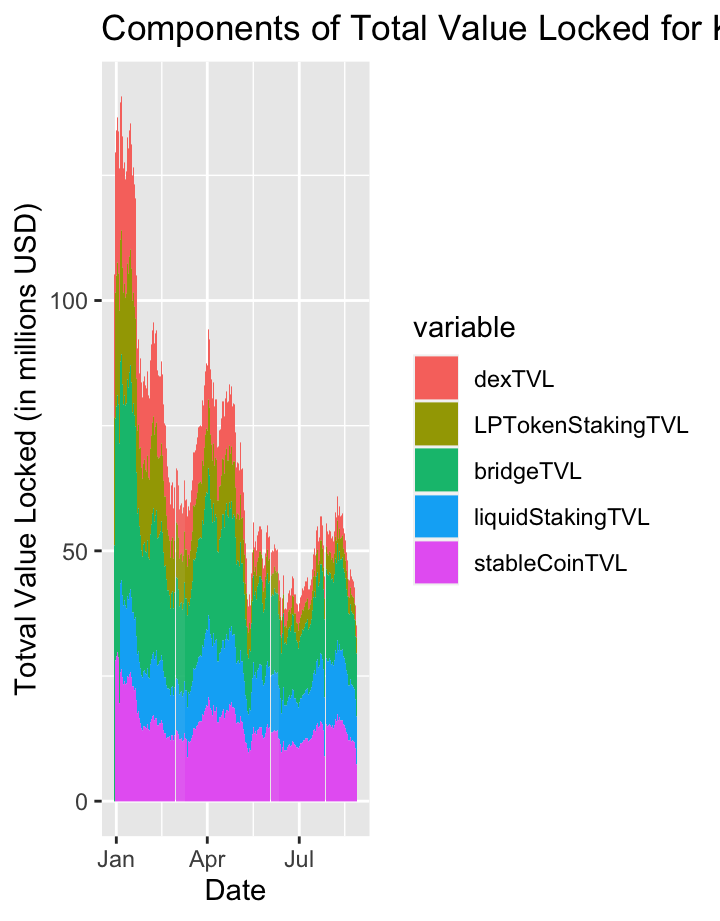 Components of Total Value Locked for
Totval Value Locked (in millions USD)
100
50
0
Jan Apr Jul
Date
variable
dexTVL
LPTokenStakingTVL
bridgeTVL
liquidStakingTVL
stableCoinTVL